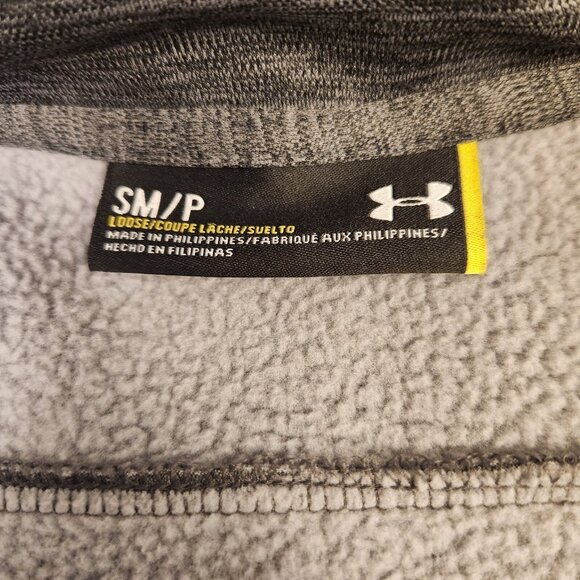 SM/P
LOOSE/COUPE LÂCHE/SUELTO
MADE IN PHILIPPINES/FABRIQUÉ AUX PHILIPPINES/
HECHO EN FILIPINAS